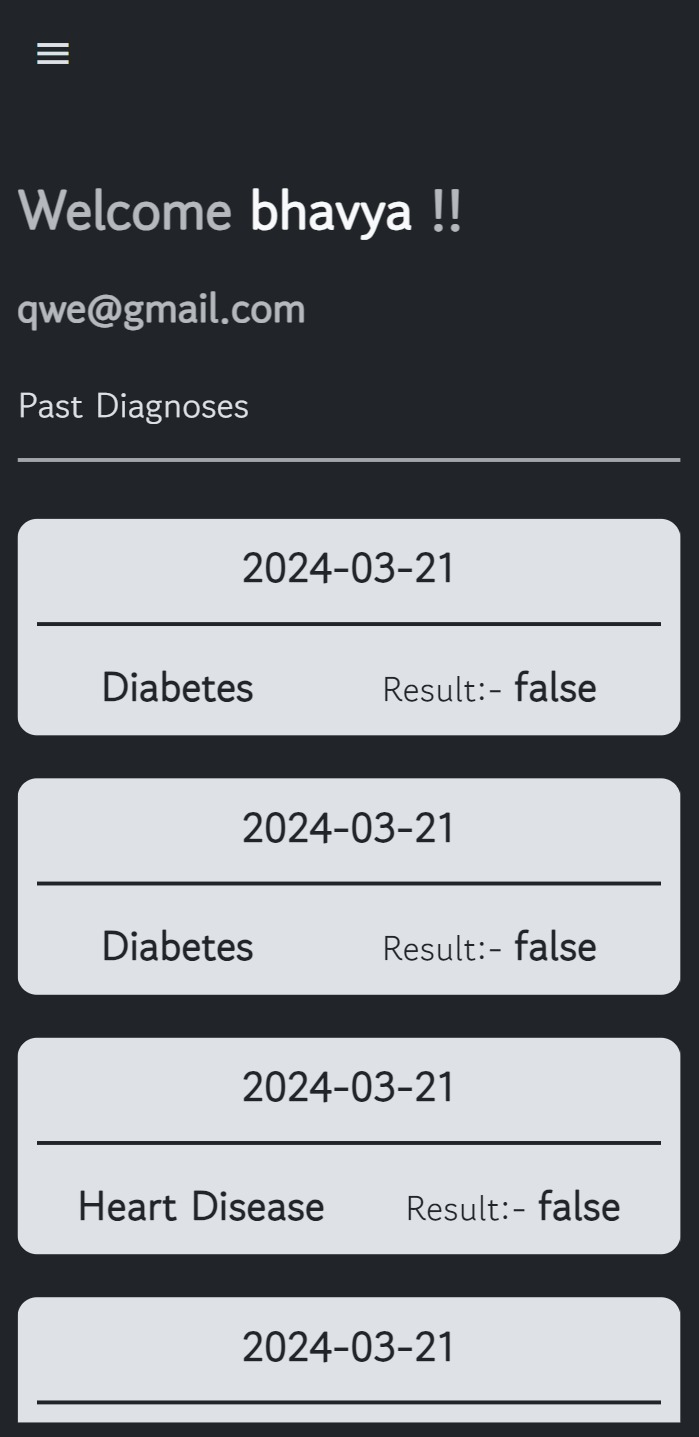 Welcome bhavya !!
qwe@gmail.com
Past Diagnoses
2024-03-21
Diabetes Result:- false
2024-03-21
Diabetes Result:- false
2024-03-21
Heart Disease Result:- false
2024-03-21